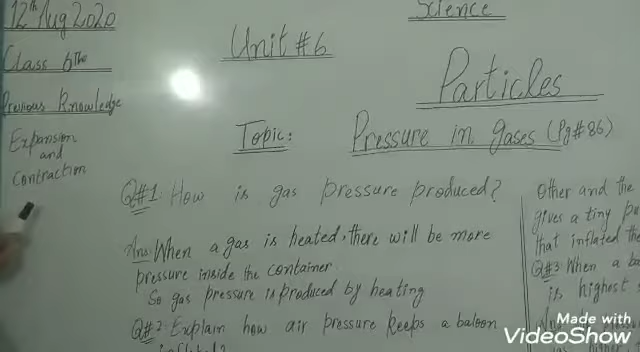 12th Aug 2020
Science
Unit # 6
Class 6The
Particles
Previous Knowledge
Expansion
and
contraction
Topic: Pressure in gases (Pg # 86)
Q#1: How is gas pressure produced?
Ans: When a gas is heated, there will be more
pressure inside the container.
So gas pressure is produced by heating
Q#2: Explain how air pressure keeps a baloon
other and the
gives a tiny
that inflated the
Q#3: When a
is highest
Made with
VideoShow